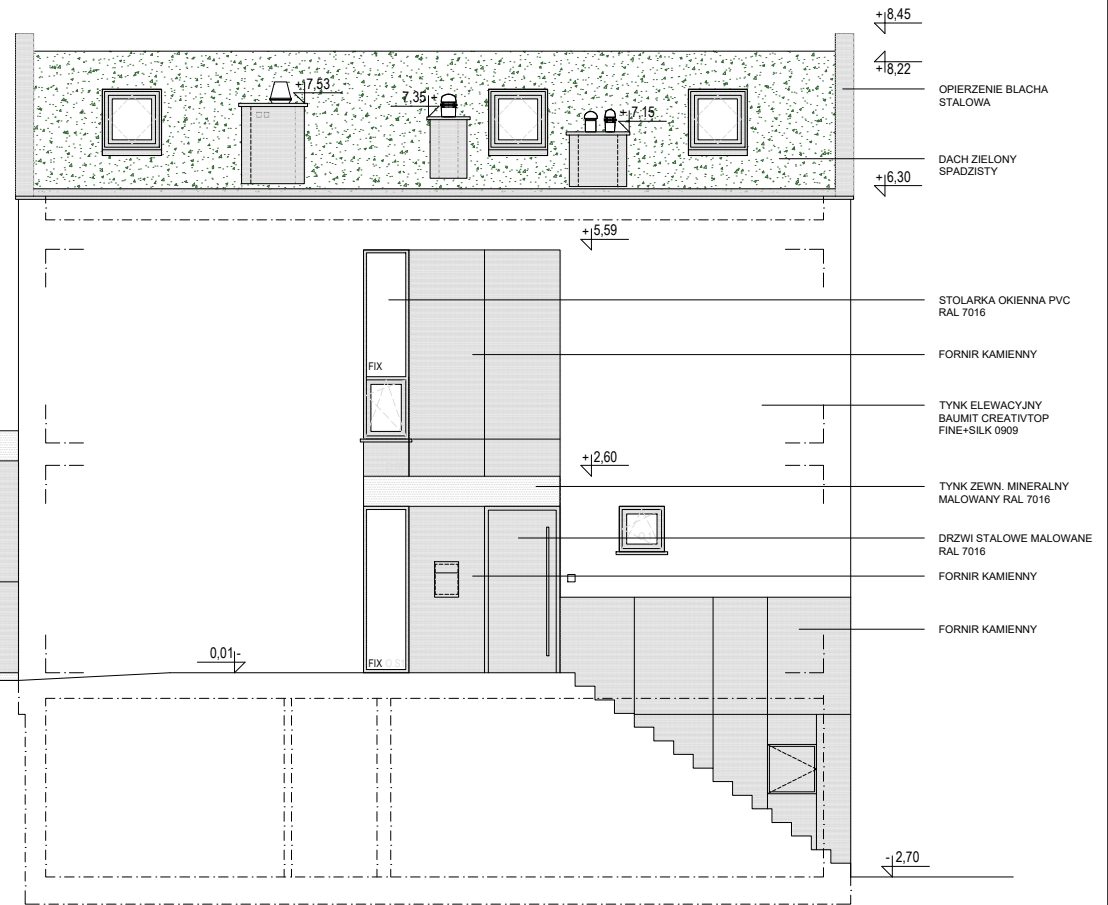 + 8,45
+ 8,22
OPIERZENIE BLACHA
STALOWA
+ 7,53
7,35 +
+ 7,15
DACH ZIELONY
SPADZISTY
+ 6,30
+ 5,59
STOLARKA OKIENNA PVC
RAL 7016
FORNIR KAMIENNY
FIX
TYNK ELEWACYJNY
BAUMIT CREATIVTOP
FINE+SILK 0909
+ 2,60
TYNK ZEWN. MINERALNY
MALOWANY RAL 7016
DRZWI STALOWE MALOWANE
RAL 7016
FORNIR KAMIENNY
FORNIR KAMIENNY
0,01 -
FIX
- 2,70